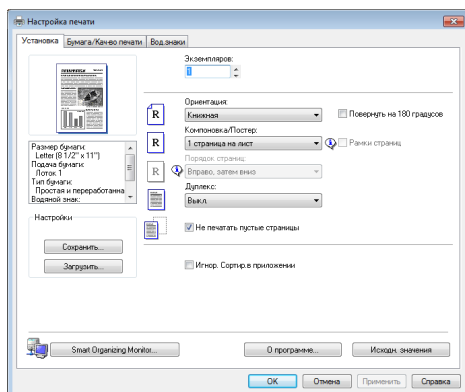 Настройка печати
Установка
Бумага/Кач-во печати
Вод.знаки
Экземпляров:
1
Ориентация:
Книжная
Повернуть на 180 градусов
Компоновка/Постер:
1 страница на лист
Рамки страниц
Порядок страниц:
Вправо, затем вниз
Дуплекс:
Выкл.
Не печатать пустые страницы
Игнор. Сортир.в приложении
Размер бумаги:
Letter (8 1/2" x 11")
Подача бумаги:
Лоток 1
Тип бумаги:
Простая и переработанна
Водяной знак:
Настройки
Сохранить...
Загрузить...
Smart Organizing Monitor...
О программе...
Исходн. значения
OK
Отмена
Применить
Справка